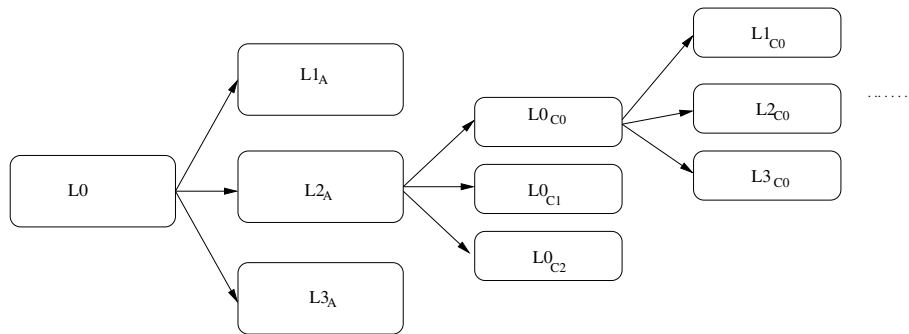 L0
L1A
L2A
L3A
L0C0
L0C1
L0C2
L1C0
L2C0
L3C0
.......